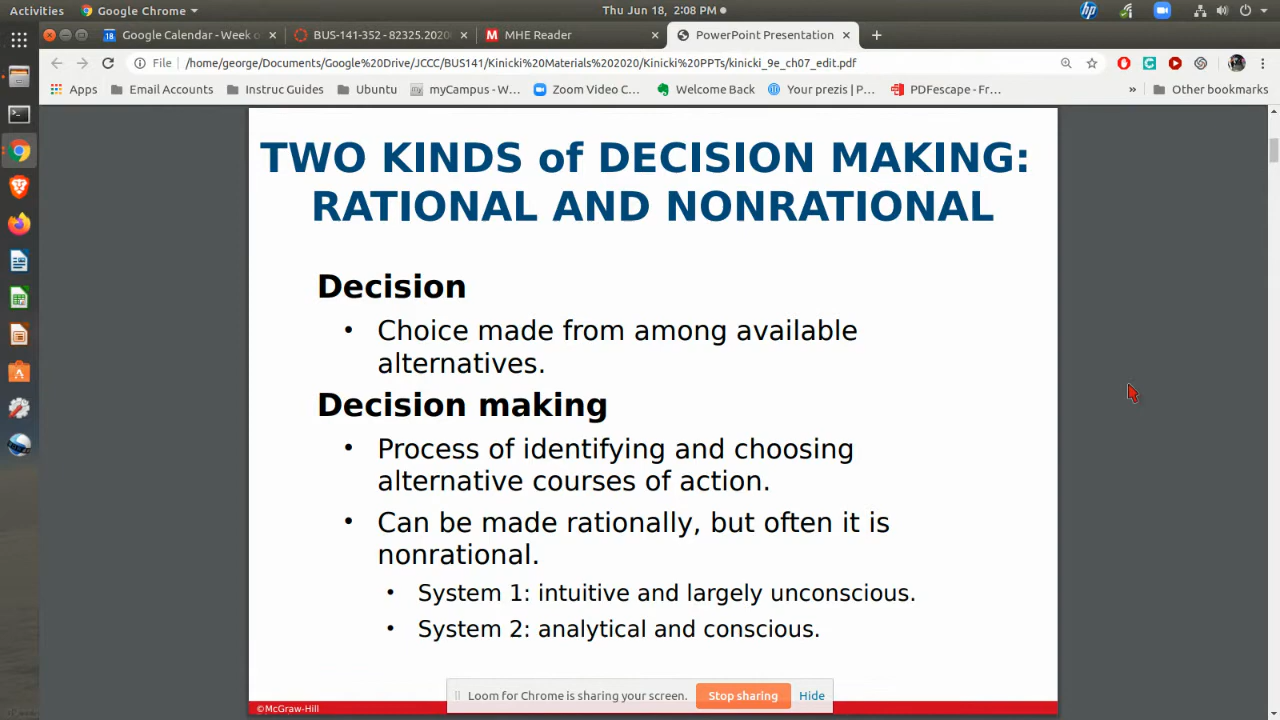 Activities
Google Chrome
Thu Jun 18, 2:08 PM
Google Calendar - Week o
BUS-141-352 - 82325.2020
MHE Reader
PowerPoint Presentation
File
/home/george/Documents/Google%20Drive/JCCC/BUS141/Kinicki%20Materials%202020/Kinicki%20PPTs/kinicki_9e_ch07_edit.pdf
Apps
Email Accounts
Instruc Guides
Ubuntu
myCampus - W...
Zoom Video C...
Welcome Back
Your prezis | P...
PDFescape - Fr...
»
Other bookmarks
TWO KINDS of DECISION MAKING:
RATIONAL AND NONRATIONAL
Decision
• Choice made from among available
alternatives.
Decision making
• Process of identifying and choosing
alternative courses of action.
• Can be made rationally, but often it is
nonrational.
• System 1: intuitive and largely unconscious.
• System 2: analytical and conscious.
Loom for Chrome is sharing your screen.
Stop sharing
Hide
©McGraw-Hill